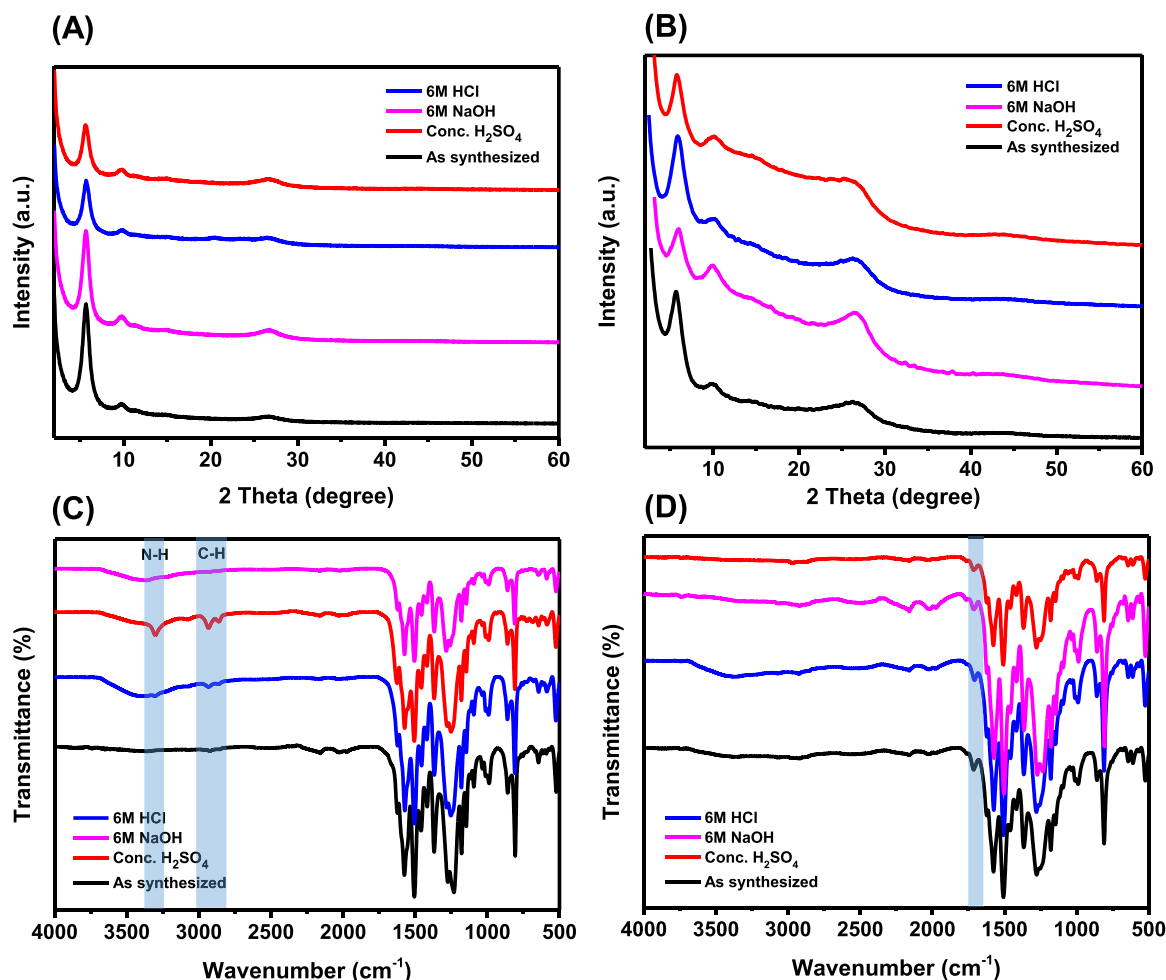 (A)
6M HCl
6M NaOH
Conc. H₂SO₄
As synthesized
Intensity (a.u.)
10 20 30 40 50 60
2 Theta (degree)
(B)
6M HCl
6M NaOH
Conc. H₂SO₄
As synthesized
Intensity (a.u.)
10 20 30 40 50 60
2 Theta (degree)
(C)
N-H C-H
6M HCl
6M NaOH
Conc. H₂SO₄
As synthesized
Transmittance (%)
4000 3500 3000 2500 2000 1500 1000 500
Wavenumber (cm⁻¹)
(D)
6M HCl
6M NaOH
Conc. H₂SO₄
As synthesized
Transmittance (%)
4000 3500 3000 2500 2000 1500 1000 500
Wavenumber (cm⁻¹)